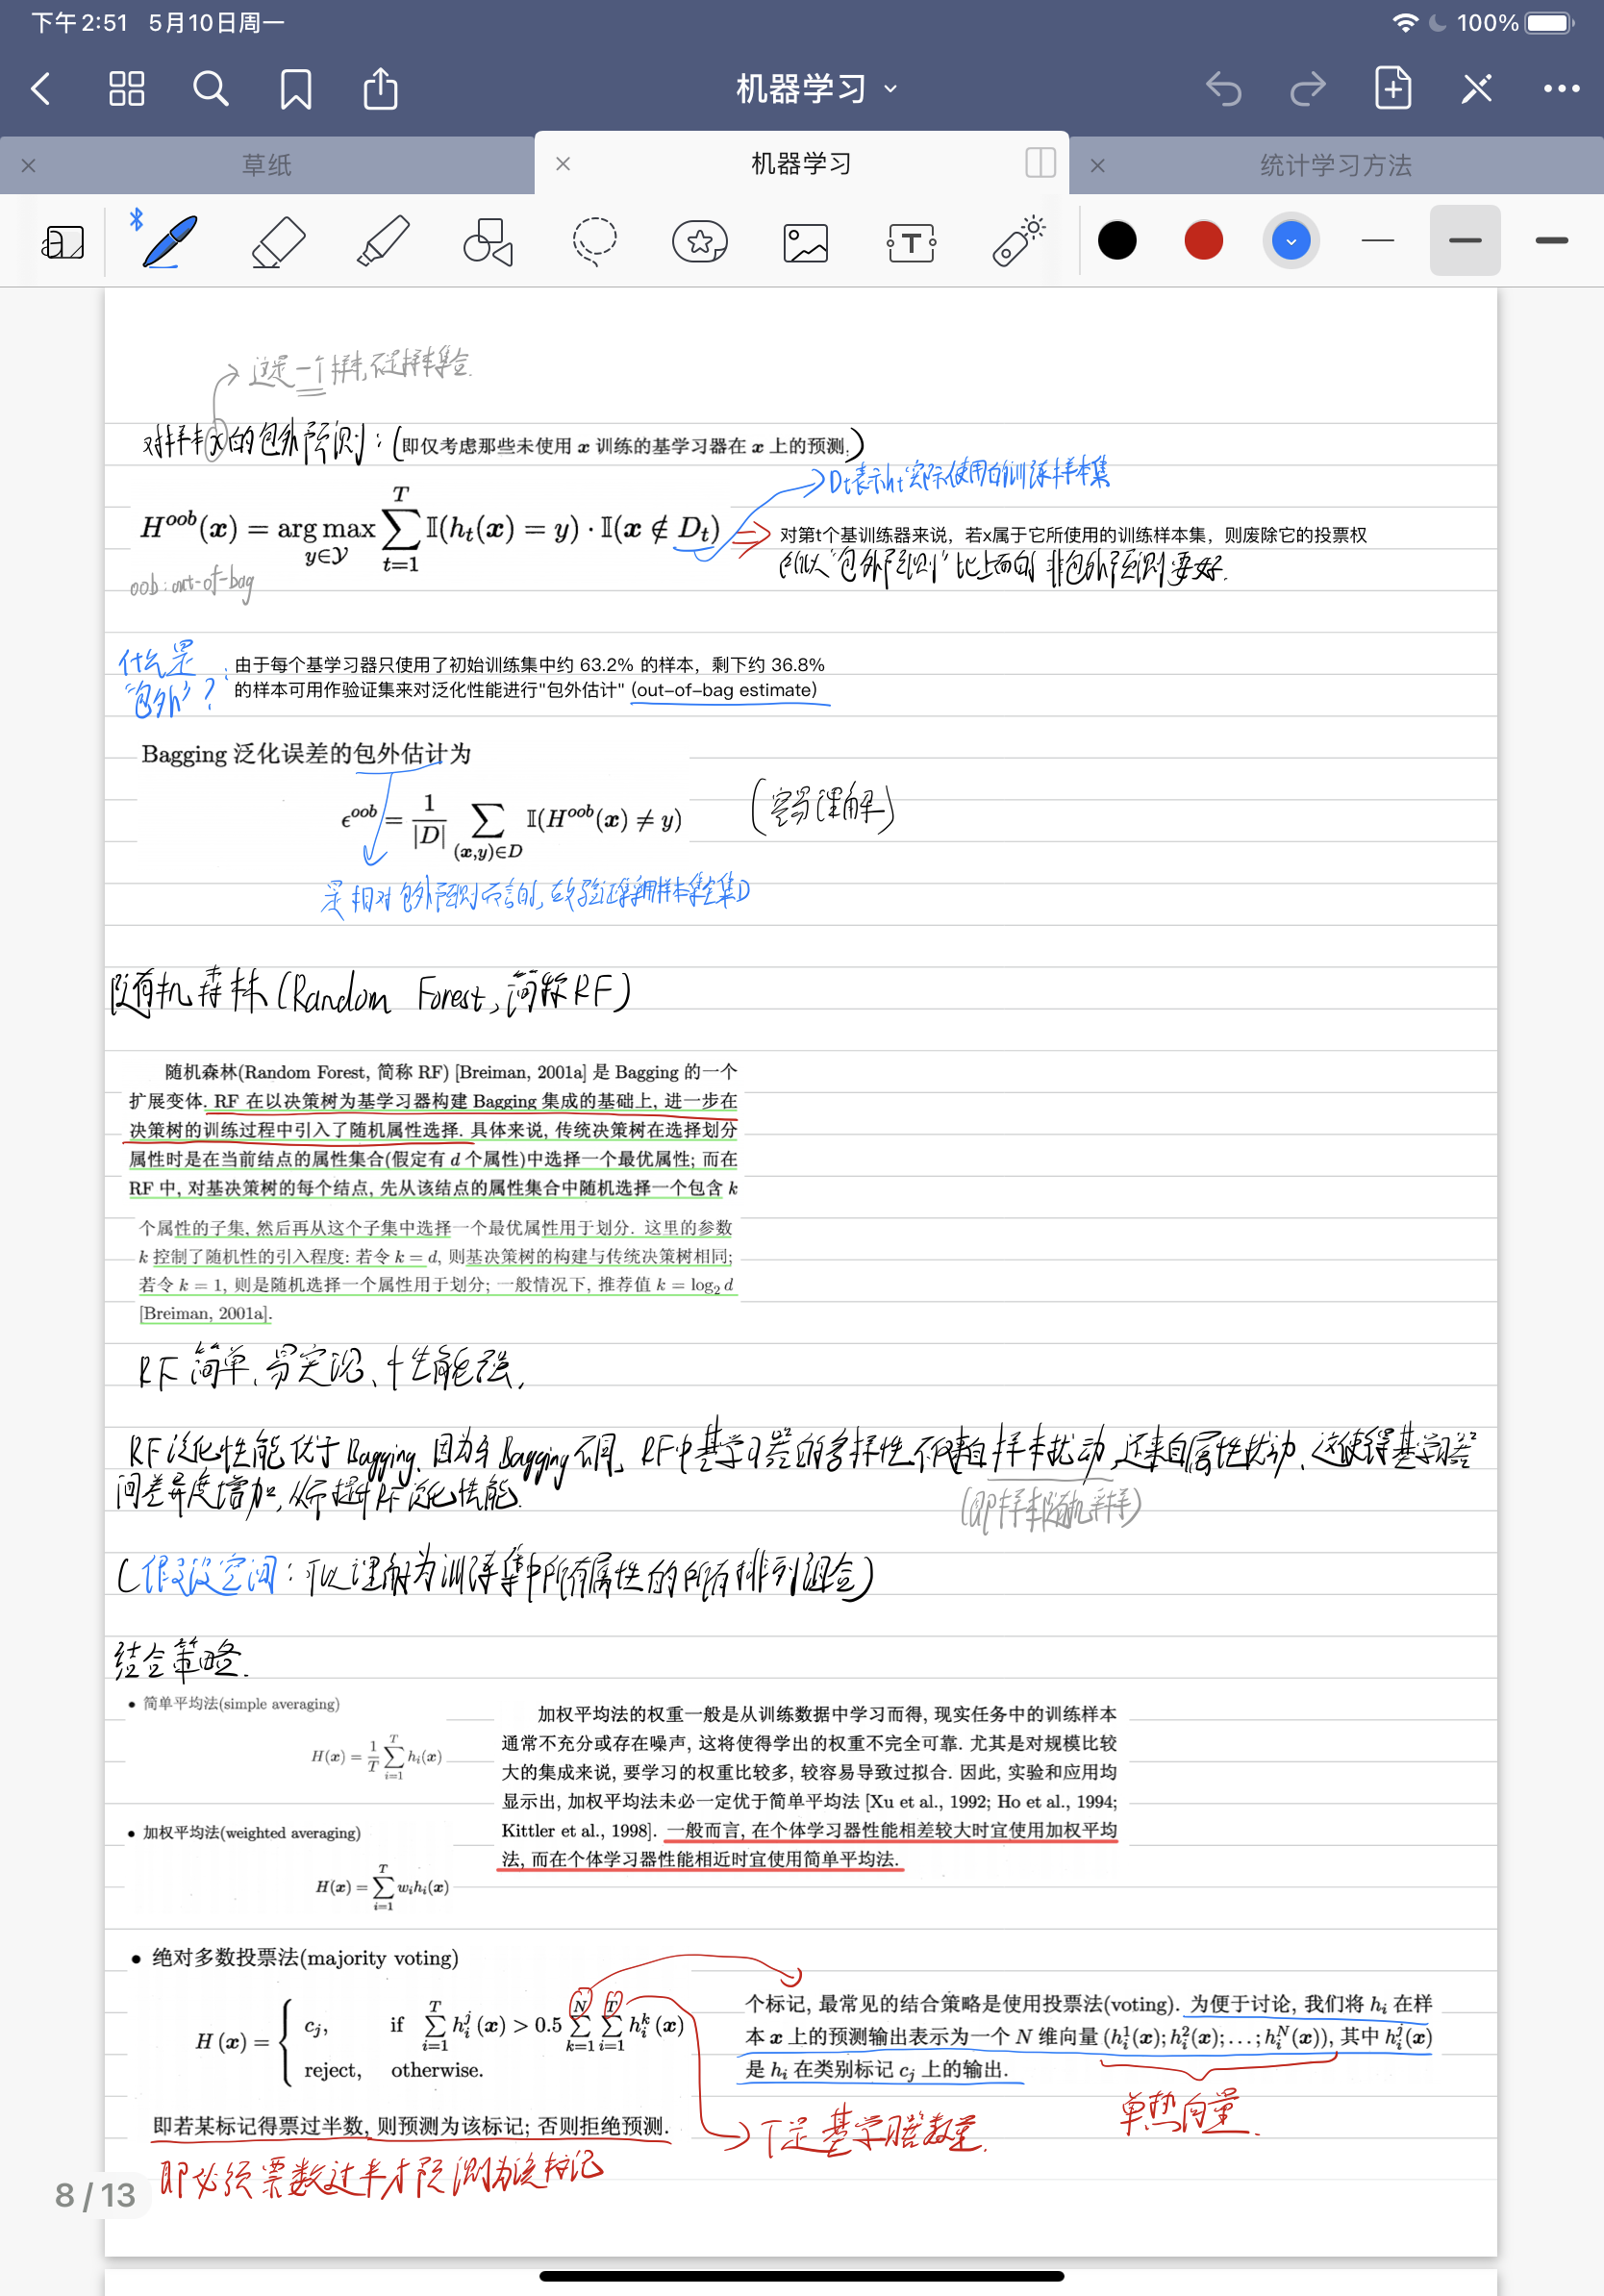 下午2:51 5月10日周一
100%
机器学习
草纸
机器学习
统计学习方法
这是一个样本,不是样本集合.
对样本x的包外预测:(即仅考虑那些未使用 x 训练的基学习器在 x 上的预测.)
Dt表示ht实际使用的训练样本集
H^{oob}(x) = arg max_{y∈Y} ∑_{t=1}^{T} 𝕀(h_t(x) = y) · 𝕀(x ∉ D_t)
对第t个基训练器来说,若x属于它所使用的训练样本集,则废除它的投票权
所以"包外预测"比上面的非包外预测要好.
oob:out-of-bag
什么是"包外"?:
由于每个基学习器只使用了初始训练集中约 63.2% 的样本,剩下约 36.8%
的样本可用作验证集来对泛化性能进行"包外估计" (out-of-bag estimate)
Bagging 泛化误差的包外估计为
ϵ^{oob} = 1/|D| ∑_{(x,y)∈D} 𝕀(H^{oob}(x) ≠ y)
(容易理解)
是相对包外预测而言的,故验证集用样本集全集D
随机森林(Random Forest,简称RF)
随机森林(Random Forest, 简称 RF) [Breiman, 2001a] 是 Bagging 的一个
扩展变体. RF 在以决策树为基学习器构建 Bagging 集成的基础上, 进一步在
决策树的训练过程中引入了随机属性选择. 具体来说, 传统决策树在选择划分
属性时是在当前结点的属性集合(假定有 d 个属性)中选择一个最优属性; 而在
RF 中, 对基决策树的每个结点, 先从该结点的属性集合中随机选择一个包含 k
个属性的子集, 然后再从这个子集中选择一个最优属性用于划分. 这里的参数
k 控制了随机性的引入程度: 若令 k = d, 则基决策树的构建与传统决策树相同;
若令 k = 1, 则是随机选择一个属性用于划分; 一般情况下, 推荐值 k = log₂ d
[Breiman, 2001a].
RF 简单、易实现、性能强.
RF泛化性能优于Bagging.因为与Bagging不同,RF中基学习器的多样性不仅来自样本扰动,还来自属性扰动、这使得基学习器
间差异度增加,从而提升RF泛化性能.
(即样本随机采样)
(假设空间:可以理解为训练集中所有属性的所有排列组合)
结合策略.
• 简单平均法(simple averaging)
H(x) = 1/T ∑_{i=1}^{T} h_i(x)
• 加权平均法(weighted averaging)
H(x) = ∑_{i=1}^{T} w_i h_i(x)
加权平均法的权重一般是从训练数据中学习而得, 现实任务中的训练样本
通常不充分或存在噪声, 这将使得学出的权重不完全可靠. 尤其是对规模比较
大的集成来说, 要学习的权重比较多, 较容易导致过拟合. 因此, 实验和应用均
显示出, 加权平均法未必一定优于简单平均法 [Xu et al., 1992; Ho et al., 1994;
Kittler et al., 1998]. 一般而言, 在个体学习器性能相差较大时宜使用加权平均
法, 而在个体学习器性能相近时宜使用简单平均法.
• 绝对多数投票法(majority voting)
H(x) = { c_j, if ∑_{i=1}^{T} h_i^j(x) > 0.5 ∑_{k=1}^{N} ∑_{i=1}^{T} h_i^k(x)
reject, otherwise.
即若某标记得票过半数, 则预测为该标记; 否则拒绝预测.
即必须票数过半才预测为该标记
个标记, 最常见的结合策略是使用投票法(voting). 为便于讨论, 我们将 h_i 在样
本 x 上的预测输出表示为一个 N 维向量 (h_i^1(x); h_i^2(x); . . . ; h_i^N(x)), 其中 h_i^j(x)
是 h_i 在类别标记 c_j 上的输出.
单热向量.
T是基学习器数量.
8 / 13